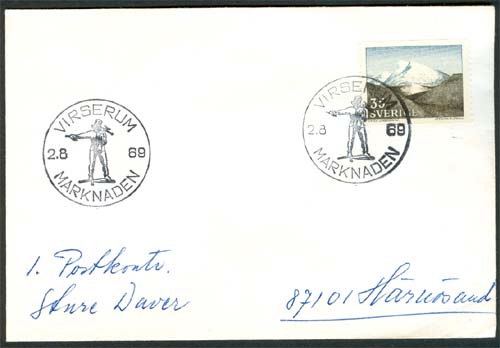 VIRSERUM
2.8 69
MARKNADEN
35
SVERIGE
VIRSERUM
2.8 69
MARKNADEN
1. Postkontr.
Sture Daver
87101 Härnösand